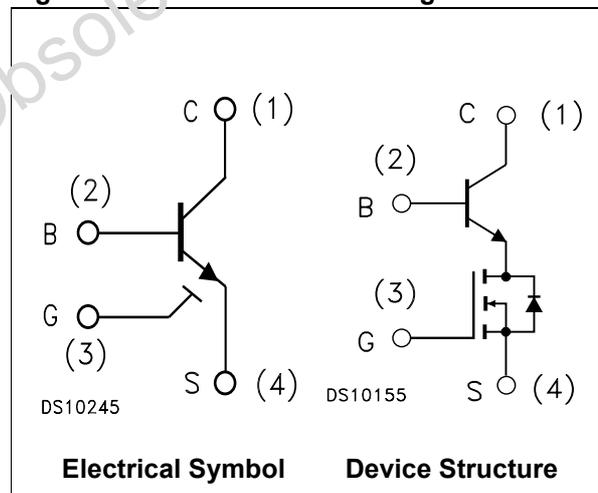 C (1)
(2)
B
G
(3)
S (4)
DS10245
Electrical Symbol
C (1)
(2)
B
(3)
G
S (4)
DS10155
Device Structure